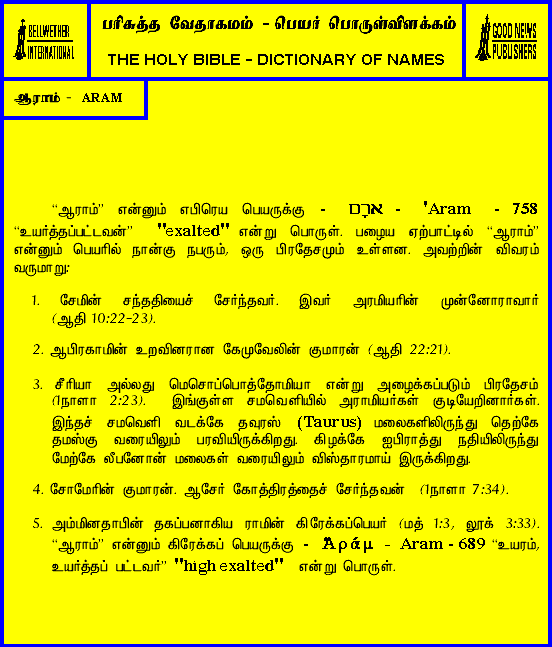 BELLWETHER
INTERNATIONAL
பரிசுத்த வேதாகமம் - பெயர் பொருள்விளக்கம்
THE HOLY BIBLE - DICTIONARY OF NAMES
GOOD NEWS
PUBLISHERS
ஆராம் - ARAM
“ஆராம்” என்னும் எபிரெய பெயருக்கு - ארָם - 'Aram - 758
“உயர்த்தப்பட்டவன்” "exalted" என்று பொருள். பழைய ஏற்பாட்டில் “ஆராம்”
என்னும் பெயரில் நான்கு நபரும், ஒரு பிரதேசமும் உள்ளன. அவற்றின் விவரம்
வருமாறு:
1. சேமின் சந்ததியைச் சேர்ந்தவர். இவர் அரமியரின் முன்னோராவார்
(ஆதி 10:22-23).
2. ஆபிரகாமின் உறவினரான கேமுவேலின் குமாரன் (ஆதி 22:21).
3. சீரியா அல்லது மெசொப்பொத்தோமியா என்று அழைக்கப்படும் பிரதேசம்
(1நாளா 2:23). இங்குள்ள சமவெளியில் அராமியர்கள் குடியேறினார்கள்.
இந்தச் சமவெளி வடக்கே தவுரஸ் (Taurus) மலைகளிலிருந்து தெற்கே
தமஸ்கு வரையிலும் பரவியிருக்கிறது. கிழக்கே ஐபிராத்து நதியிலிருந்து
மேற்கே லீபனோன் மலைகள் வரையிலும் விஸ்தாரமாய் இருக்கிறது.
4. சோமேரின் குமாரன். ஆசேர் கோத்திரத்தைச் சேர்ந்தவன் (1நாளா 7:34).
5. அம்மினதாபின் தகப்பனாகிய ராமின் கிரேக்கப்பெயர் (மத் 1:3, லூக் 3:33).
“ஆராம்” என்னும் கிரேக்கப் பெயருக்கு - Ἀράμ - Aram - 689 “உயரம்,
உயர்த்தப் பட்டவர்” "high exalted" என்று பொருள்.